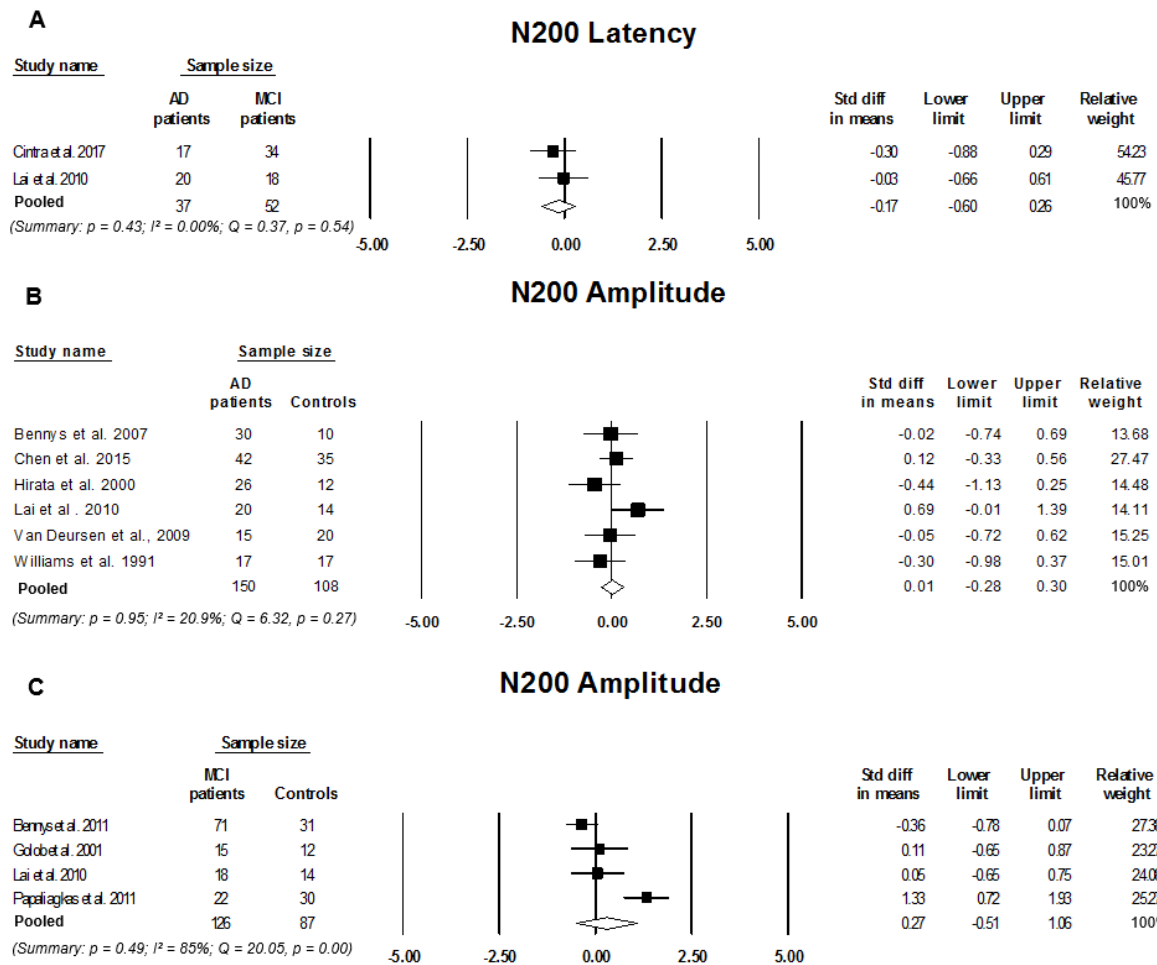 A
N200 Latency
Study name Sample size
AD patients MCI patients Std diff in means Lower limit Upper limit Relative weight
Cintra et al. 2017 17 34 -0.30 -0.88 0.29 54.23
Lai et al. 2010 20 18 -0.03 -0.66 0.61 45.77
Pooled 37 52 -0.17 -0.60 0.26 100%
(Summary: p = 0.43; I² = 0.00%; Q = 0.37, p = 0.54)
-5.00 -2.50 0.00 2.50 5.00
B
N200 Amplitude
Study name Sample size
AD patients Controls Std diff in means Lower limit Upper limit Relative weight
Bennys et al. 2007 30 10 -0.02 -0.74 0.69 13.68
Chen et al. 2015 42 35 0.12 -0.33 0.56 27.47
Hirata et al. 2000 26 12 -0.44 -1.13 0.25 14.48
Lai et al . 2010 20 14 0.69 -0.01 1.39 14.11
Van Deursen et al., 2009 15 20 -0.05 -0.72 0.62 15.25
Williams et al. 1991 17 17 -0.30 -0.98 0.37 15.01
Pooled 150 108 0.01 -0.28 0.30 100%
(Summary: p = 0.95; I² = 20.9%; Q = 6.32, p = 0.27)
-5.00 -2.50 0.00 2.50 5.00
C
N200 Amplitude
Study name Sample size
MCI patients Controls Std diff in means Lower limit Upper limit Relative weight
Bennys et al. 2011 71 31 -0.36 -0.78 0.07
Golob et al. 2001 15 12 0.11 -0.65 0.87
Lai et al. 2010 18 14 0.05 -0.65 0.75
Papaliagkas et al. 2011 22 30 1.33 0.72 1.93
Pooled 126 87 0.27 -0.51 1.06 100%
(Summary: p = 0.49; I² = 85%; Q = 20.05, p = 0.00)
-5.00 -2.50 0.00 2.50 5.00